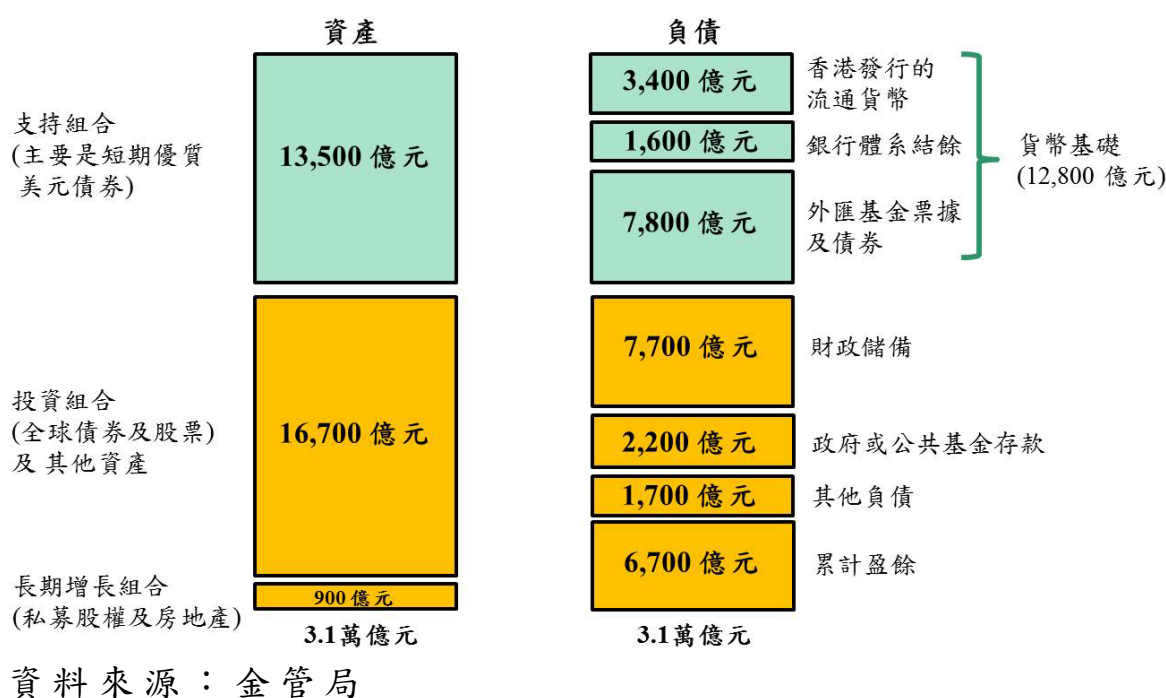 資產
負債
支持組合
(主要是短期優質
美元債券)
13,500 億元
3,400 億元
香港發行的
流通貨幣
1,600 億元
銀行體系結餘
7,800 億元
外匯基金票據
及債券
貨幣基礎
(12,800 億元)
投資組合
(全球債券及股票)
及 其他資產
16,700 億元
7,700 億元
財政儲備
2,200 億元
政府或公共基金存款
1,700 億元
其他負債
6,700 億元
累計盈餘
長期增長組合
(私募股權及房地產)
900 億元
3.1萬億元
3.1萬億元
資料來源：金管局